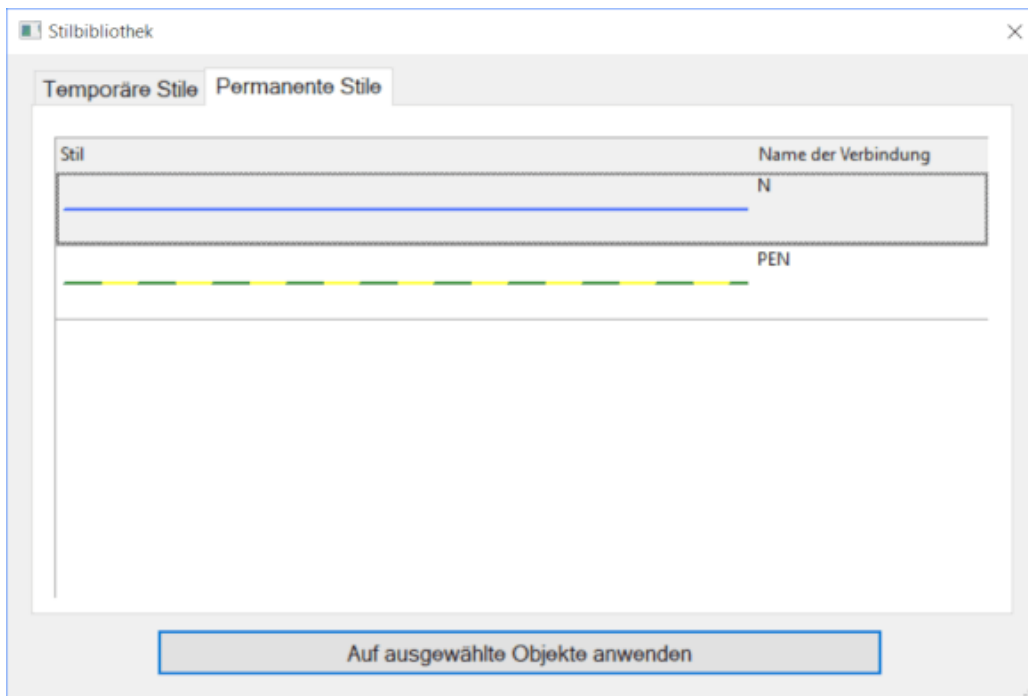 Stilbibliothek
Temporäre Stile Permanente Stile
Stil Name der Verbindung
N
PEN
Auf ausgewählte Objekte anwenden